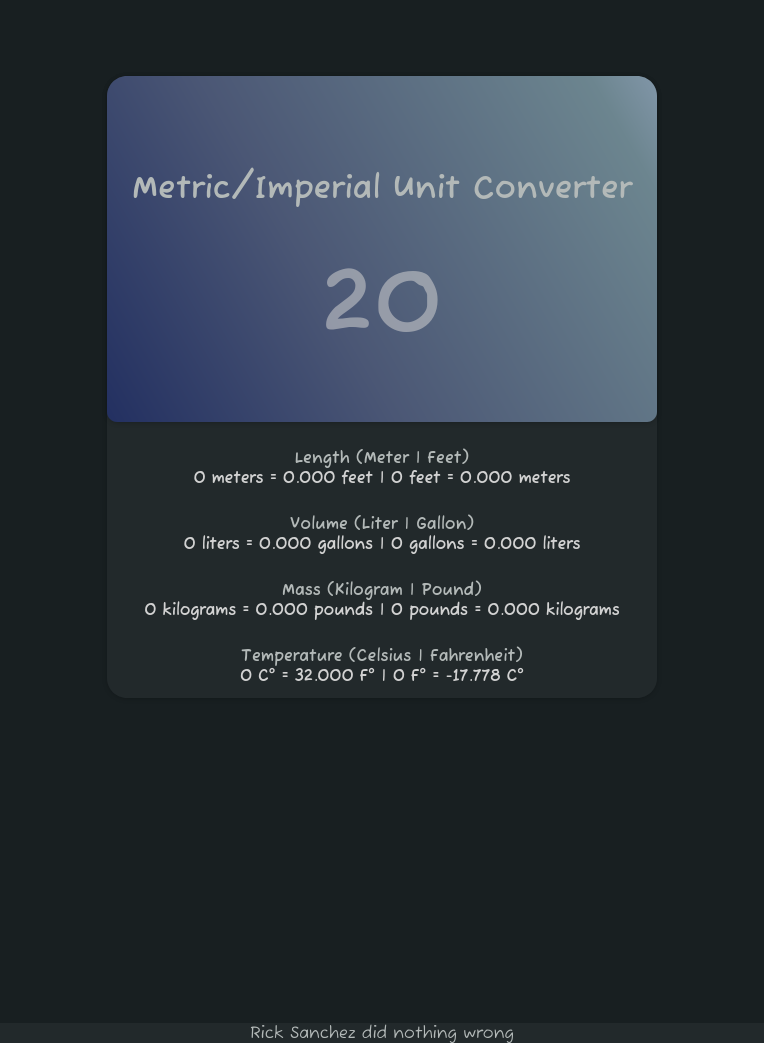 Metric/Imperial Unit Converter
20
Length (Meter | Feet)
0 meters = 0.000 feet | 0 feet = 0.000 meters
Volume (Liter | Gallon)
0 liters = 0.000 gallons | 0 gallons = 0.000 liters
Mass (Kilogram | Pound)
0 kilograms = 0.000 pounds | 0 pounds = 0.000 kilograms
Temperature (Celsius | Fahrenheit)
0 C° = 32.000 F° | 0 F° = -17.778 C°
Rick Sanchez did nothing wrong